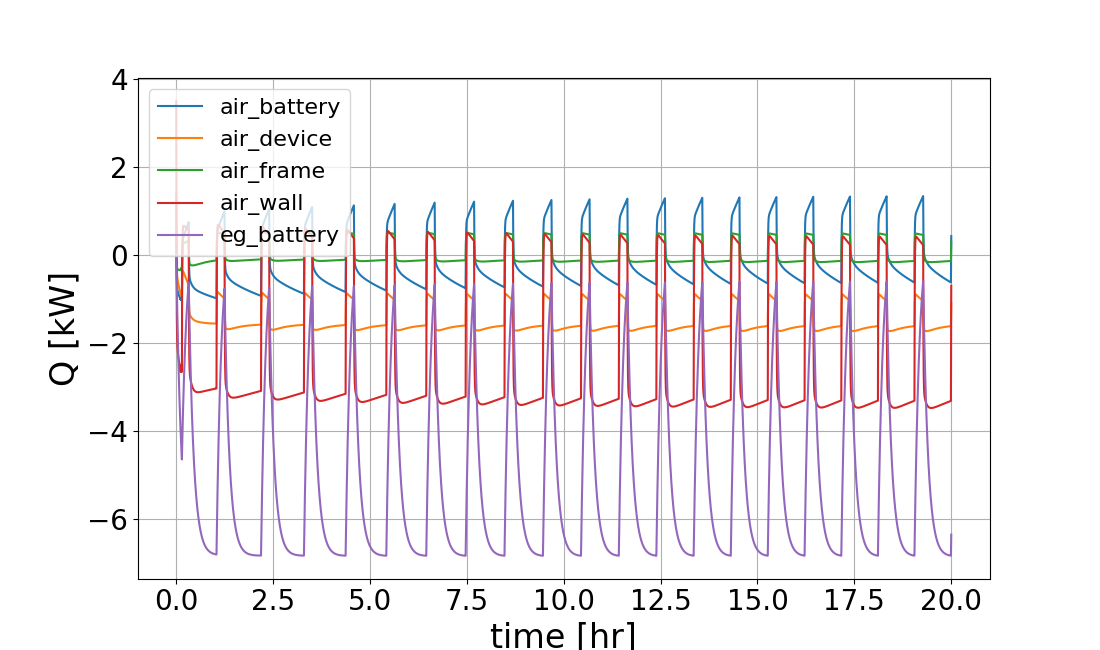 4
2
0
−2
−4
−6
Q [kW]
air_battery
air_device
air_frame
air_wall
eg_battery
0.0 2.5 5.0 7.5 10.0 12.5 15.0 17.5 20.0
time [hr]